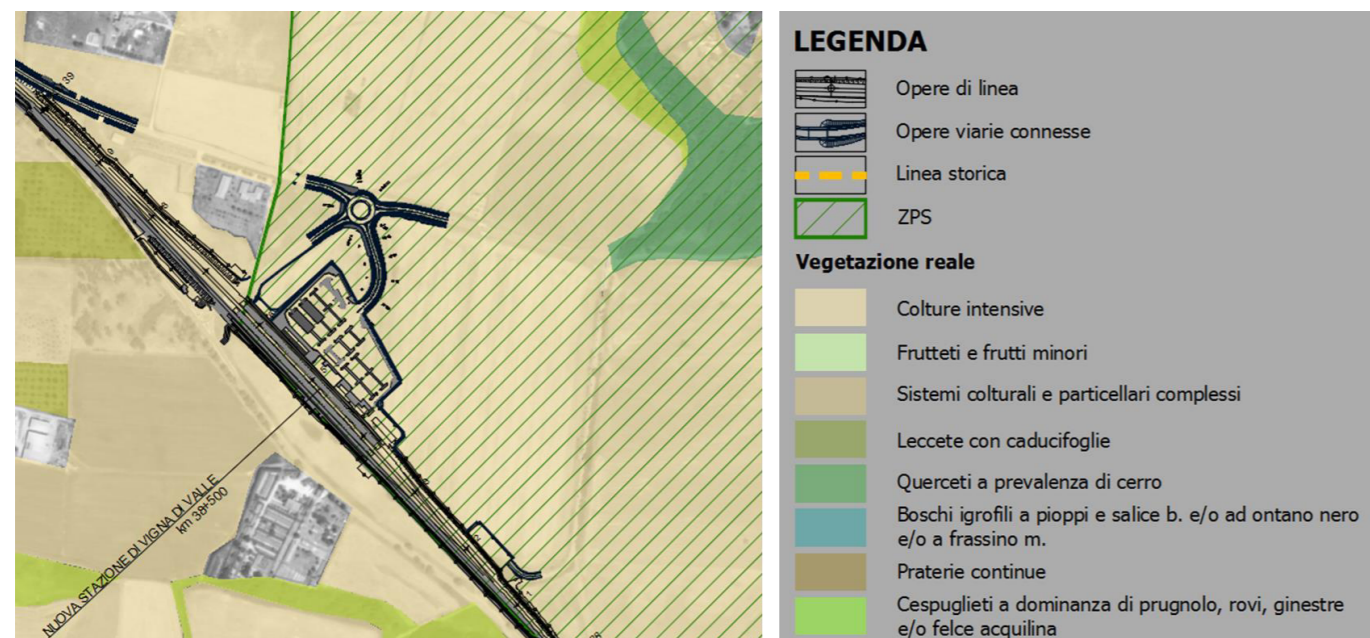 39
NUOVA STAZIONE DI VIGNA DI VALLE
km 38+500
LEGENDA
Opere di linea
Opere viarie connesse
Linea storica
ZPS
Vegetazione reale
Colture intensive
Frutteti e frutti minori
Sistemi colturali e particellari complessi
Leccete con caducifoglie
Querceti a prevalenza di cerro
Boschi igrofili a pioppi e salice b. e/o ad ontano nero
e/o a frassino m.
Praterie continue
Cespuglieti a dominanza di prugnolo, rovi, ginestre
e/o felce acquilina